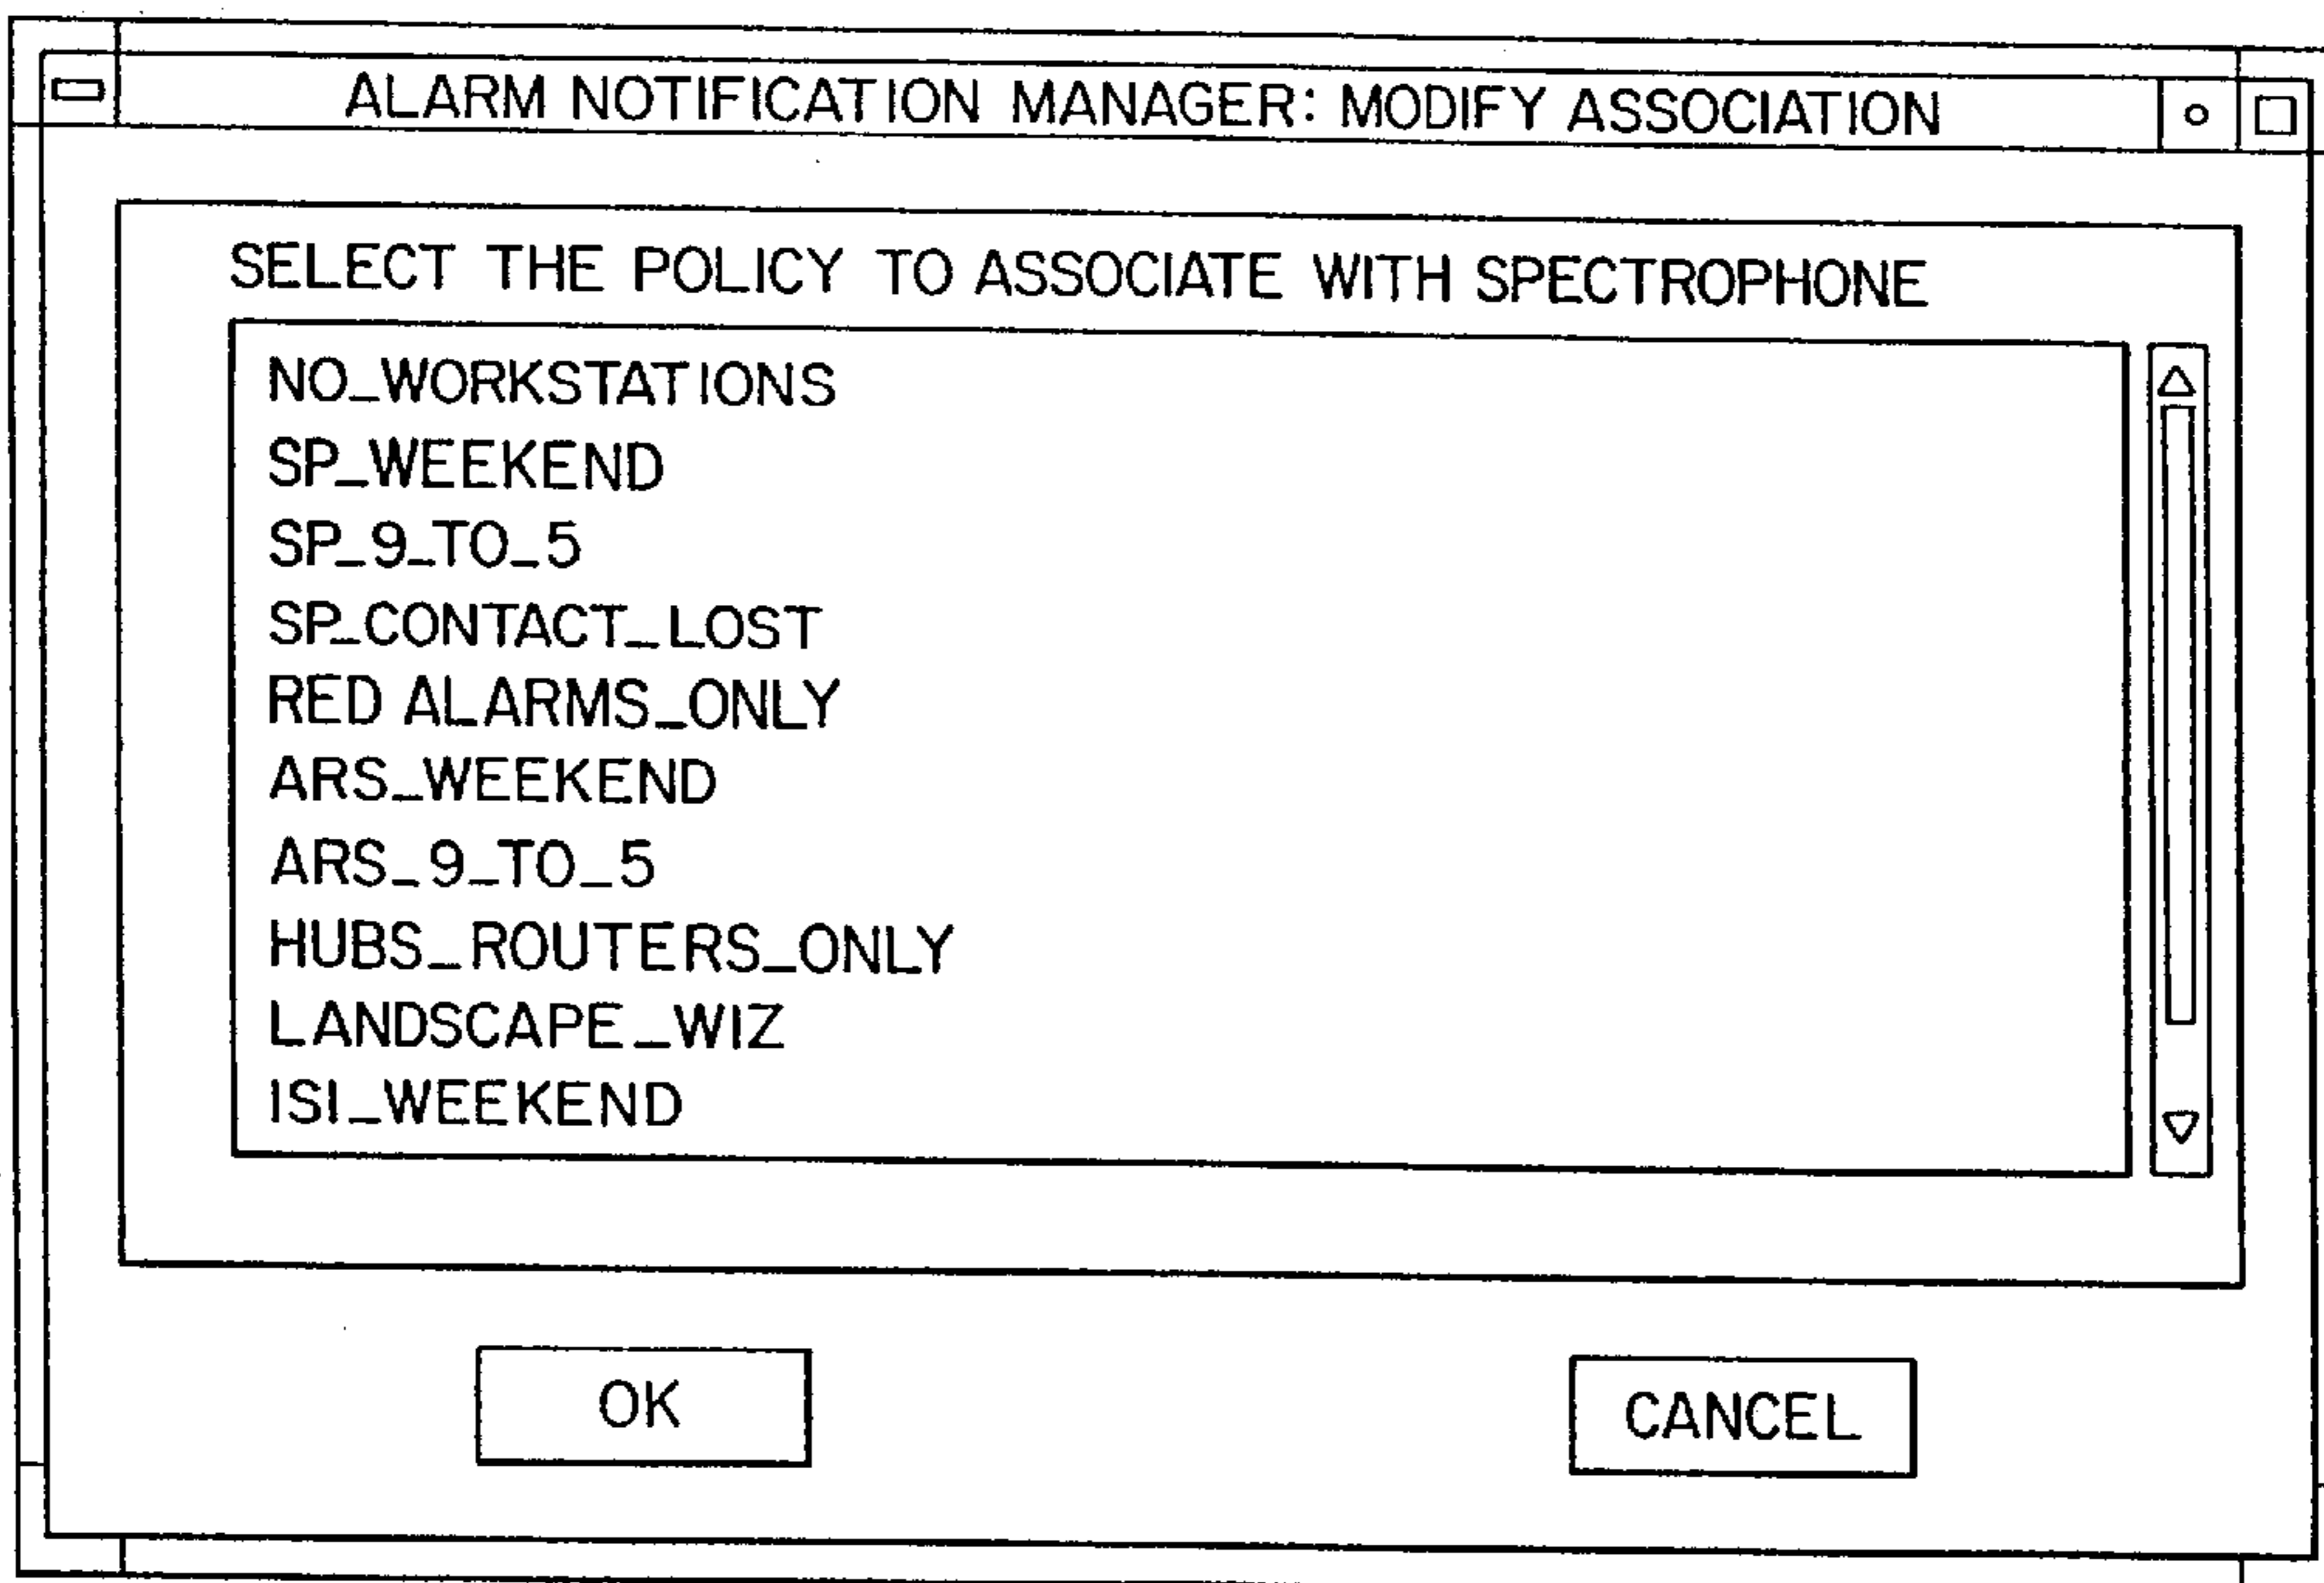 ALARM NOTIFICATION MANAGER: MODIFY ASSOCIATION
SELECT THE POLICY TO ASSOCIATE WITH SPECTROPHONE
NO_WORKSTATIONS
SP_WEEKEND
SP_9_TO_5
SP_CONTACT_LOST
RED ALARMS_ONLY
ARS_WEEKEND
ARS_9_TO_5
HUBS_ROUTERS_ONLY
LANDSCAPE_WIZ
ISI_WEEKEND
OK
CANCEL